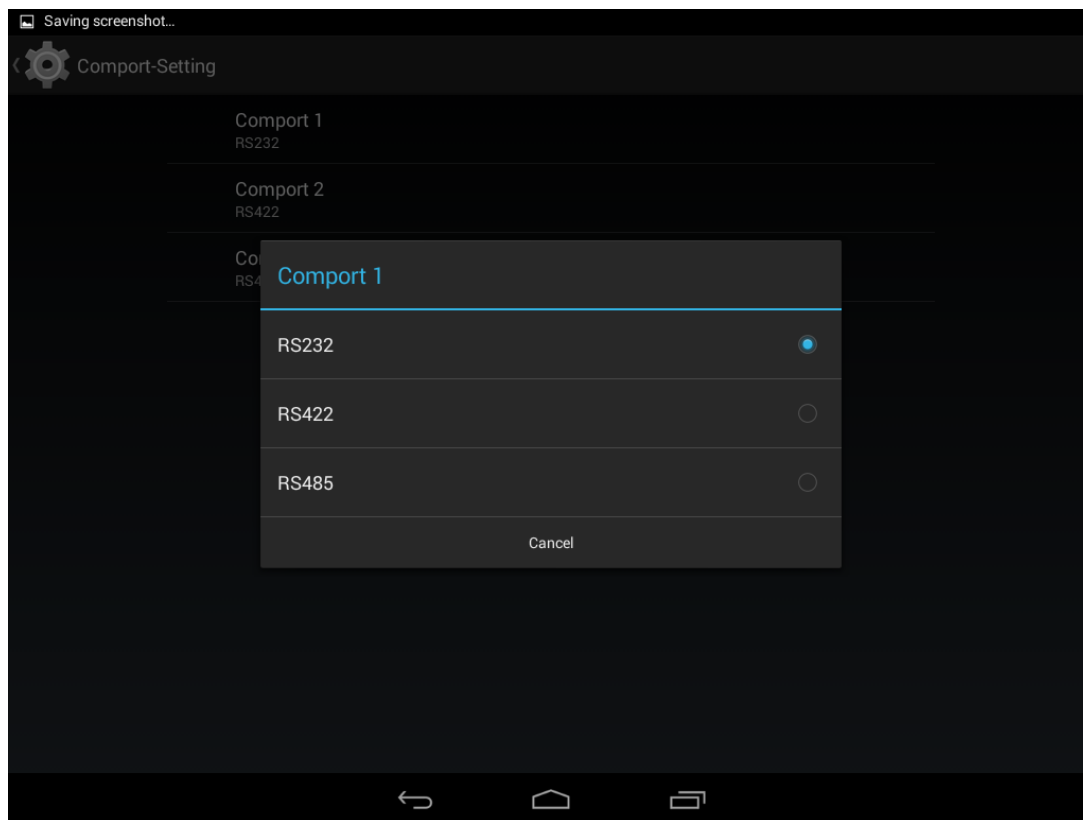 Saving screenshot...
Comport-Setting
Comport 1
RS232
Comport 2
RS422
Comport 1
RS232
RS422
RS485
Cancel